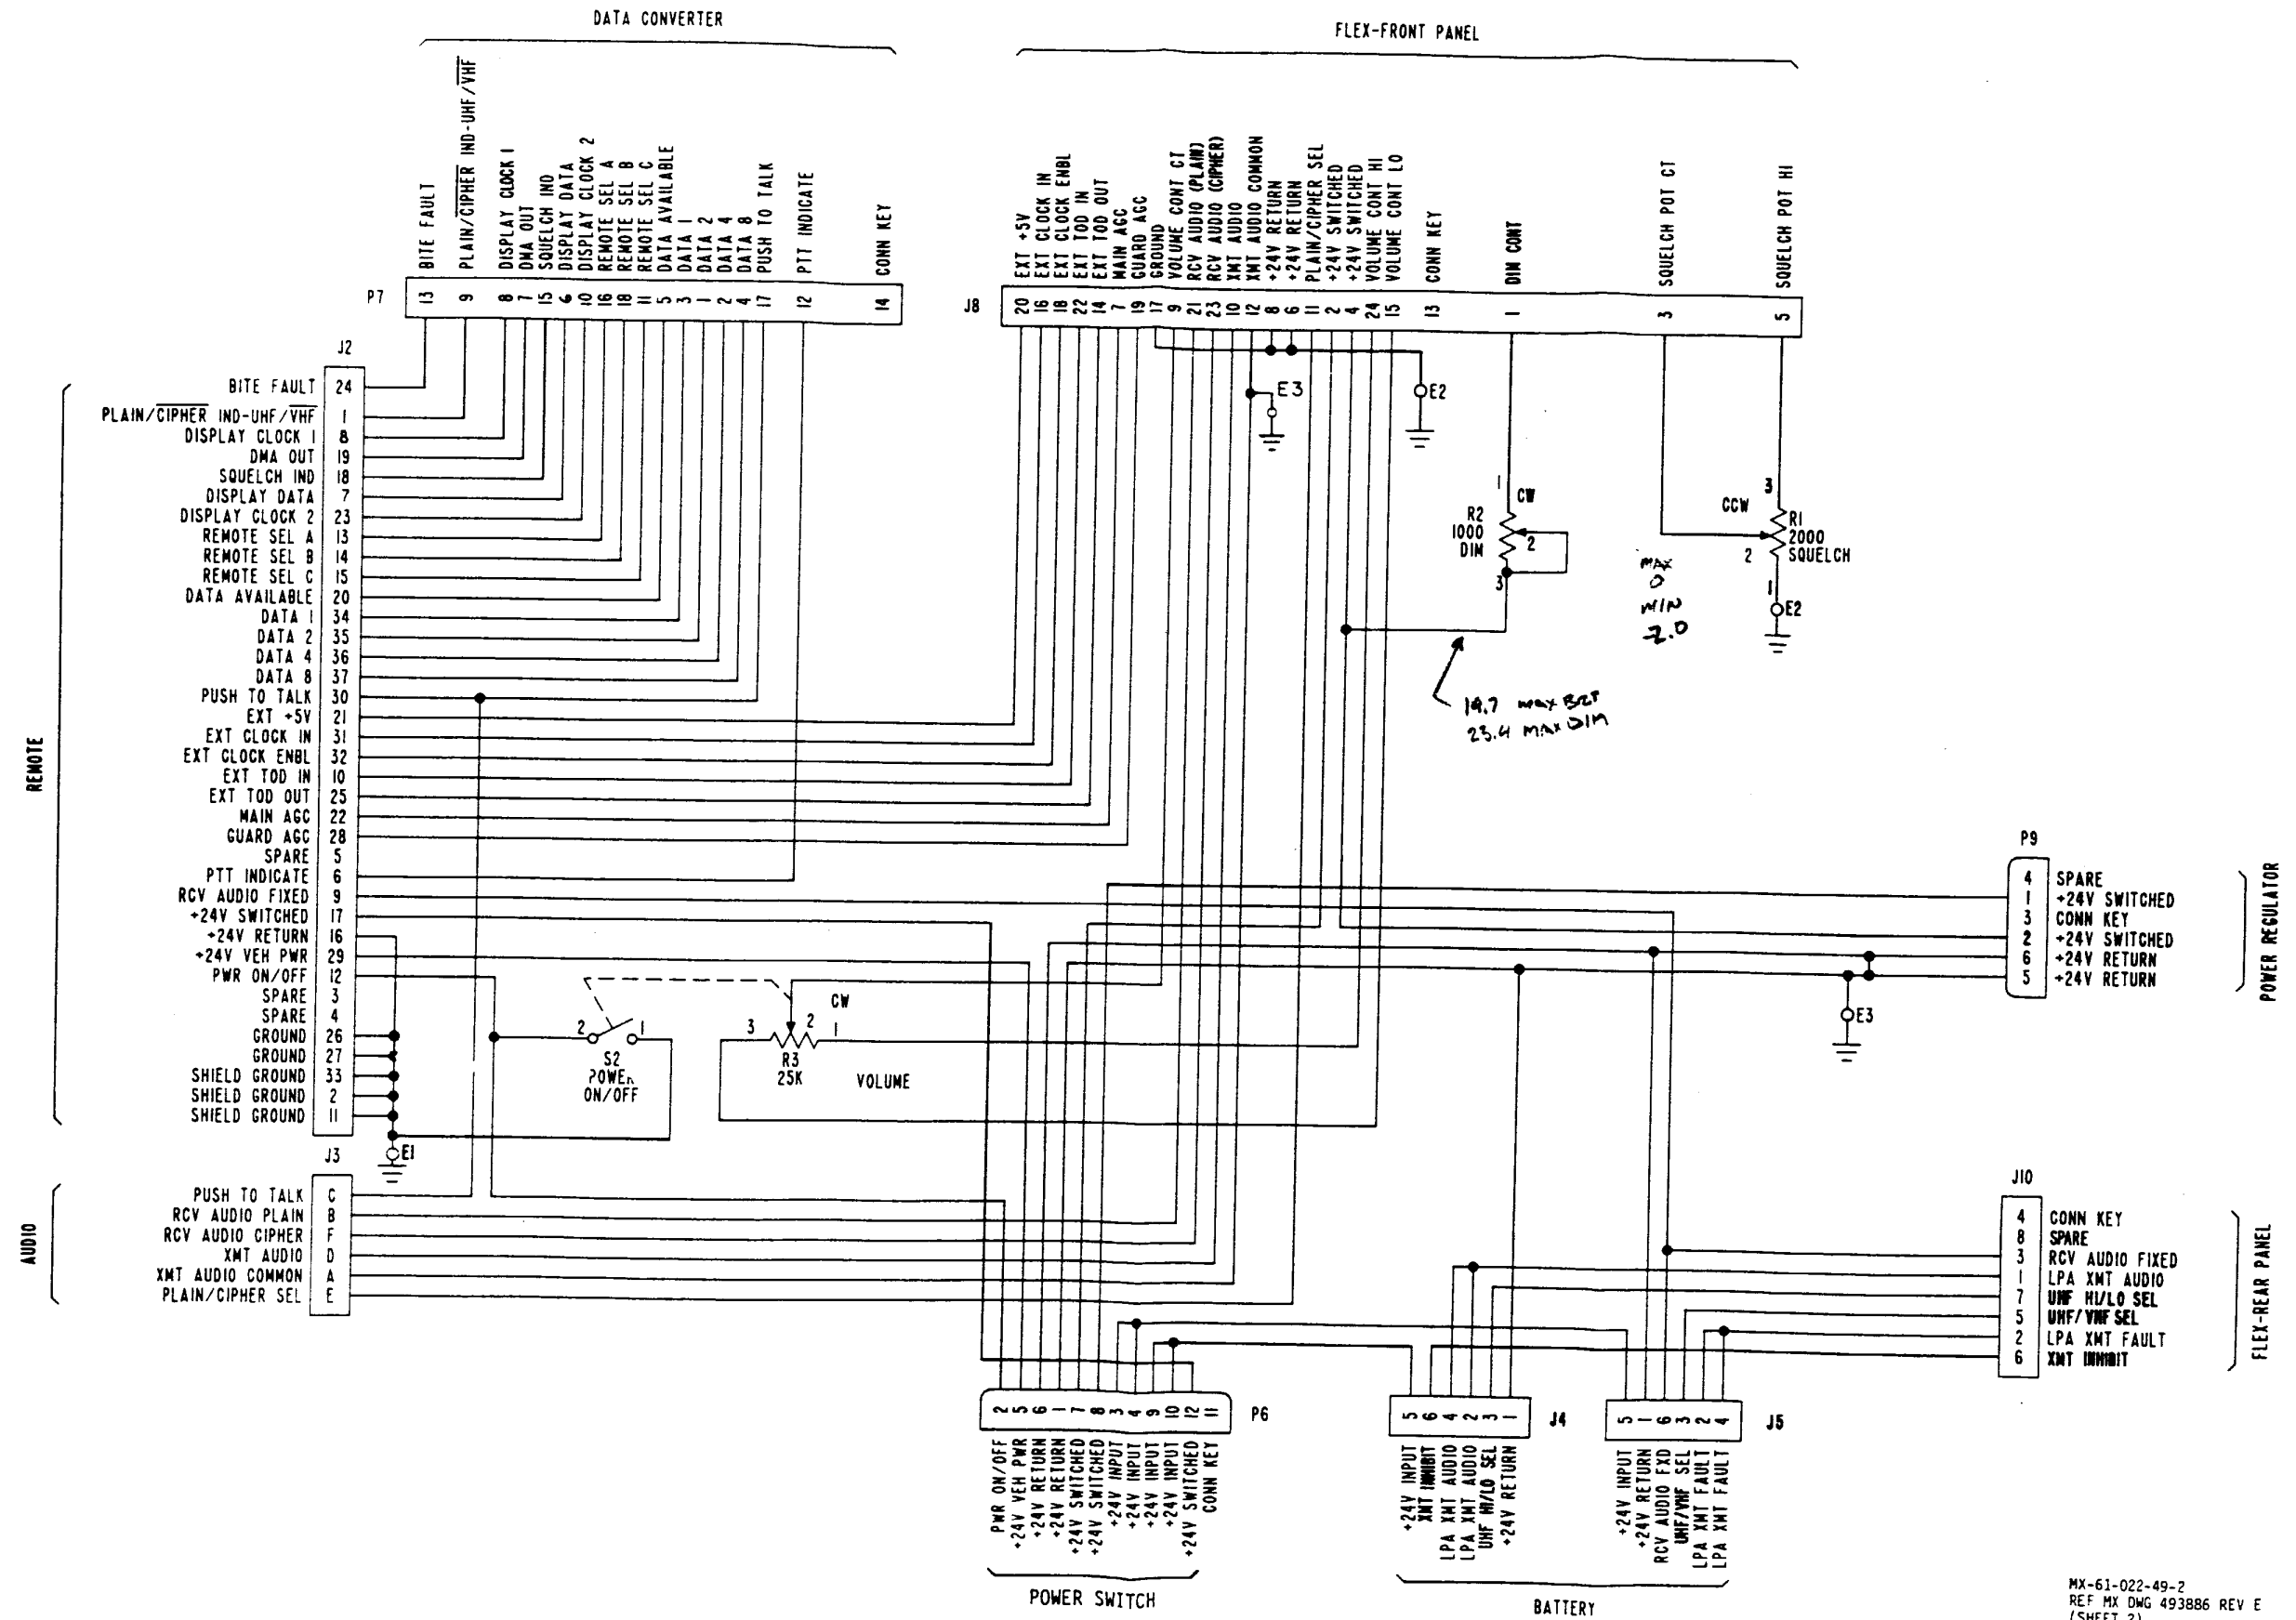 DATA CONVERTER
FLEX-FRONT PANEL
BITE FAULT
PLAIN/CIPHER IND-UHF/VHF
DISPLAY CLOCK 1
DMA OUT
SQUELCH IND
DISPLAY DATA
DISPLAY CLOCK 2
REMOTE SEL A
REMOTE SEL B
REMOTE SEL C
DATA AVAILABLE
DATA 1
DATA 2
DATA 4
DATA 8
PUSH TO TALK
PTT INDICATE
CONN KEY
P7
13 9 8 7 15 6 10 16 18 11 5 3 1 2 4 17 12 14
EXT +5V
EXT CLOCK IN
EXT CLOCK ENBL
EXT TOD IN
EXT TOD OUT
MAIN AGC
GUARD AGC
GROUND
VOLUME CONT CT
RCV AUDIO (PLAIN)
RCV AUDIO (CIPHER)
XMT AUDIO
XMT AUDIO COMMON
+24V RETURN
+24V RETURN
PLAIN/CIPHER SEL
+24V SWITCHED
+24V SWITCHED
VOLUME CONT HI
VOLUME CONT LO
CONN KEY
DIM CONT
SQUELCH POT CT
SQUELCH POT HI
J8
20 16 18 22 14 7 19 17 9 21 23 10 12 8 6 11 2 4 24 15 13 1 3 5
J2
REMOTE
BITE FAULT 24
PLAIN/CIPHER IND-UHF/VHF 1
DISPLAY CLOCK 1 8
DMA OUT 19
SQUELCH IND 18
DISPLAY DATA 7
DISPLAY CLOCK 2 23
REMOTE SEL A 13
REMOTE SEL B 14
REMOTE SEL C 15
DATA AVAILABLE 20
DATA 1 34
DATA 2 35
DATA 4 36
DATA 8 37
PUSH TO TALK 30
EXT +5V 21
EXT CLOCK IN 31
EXT CLOCK ENBL 32
EXT TOD IN 10
EXT TOD OUT 25
MAIN AGC 22
GUARD AGC 28
SPARE 5
PTT INDICATE 6
RCV AUDIO FIXED 9
+24V SWITCHED 17
+24V RETURN 16
+24V VEH PWR 29
PWR ON/OFF 12
SPARE 3
SPARE 4
GROUND 26
GROUND 27
SHIELD GROUND 33
SHIELD GROUND 2
SHIELD GROUND 11
E1
E3
E2
1
CW
R2
1000
DIM
2
3
3
CCW
R1
2000
SQUELCH
2
1
E2
MAX
0
MIN
-2.0
19.7 MAX BRT
23.4 MAX DIM
2 1
S2
POWER
ON/OFF
CW
3 2 1
R3
25K
VOLUME
P9
4 SPARE
1 +24V SWITCHED
3 CONN KEY
2 +24V SWITCHED
6 +24V RETURN
5 +24V RETURN
POWER REGULATOR
E3
J3
AUDIO
PUSH TO TALK C
RCV AUDIO PLAIN B
RCV AUDIO CIPHER F
XMT AUDIO D
XMT AUDIO COMMON A
PLAIN/CIPHER SEL E
J10
4 CONN KEY
8 SPARE
3 RCV AUDIO FIXED
1 LPA XMT AUDIO
7 UHF HI/LO SEL
5 UHF/VHF SEL
2 LPA XMT FAULT
6 XMT INHIBIT
FLEX-REAR PANEL
2 5 6 1 7 8 3 4 9 10 12 11
P6
PWR ON/OFF
+24V VEH PWR
+24V RETURN
+24V RETURN
+24V SWITCHED
+24V SWITCHED
+24V INPUT
+24V INPUT
+24V INPUT
+24V INPUT
+24V SWITCHED
CONN KEY
POWER SWITCH
5 6 4 2 3 1
J4
+24V INPUT
XMT INHIBIT
LPA XMT AUDIO
LPA XMT AUDIO
UHF HI/LO SEL
+24V RETURN
5 1 6 3 2 4
J5
+24V INPUT
+24V RETURN
RCV AUDIO FXD
UHF/VHF SEL
LPA XMT FAULT
LPA XMT FAULT
BATTERY
MX-61-022-49-2
REF MX DWG 493886 REV E
(SHEET 2)